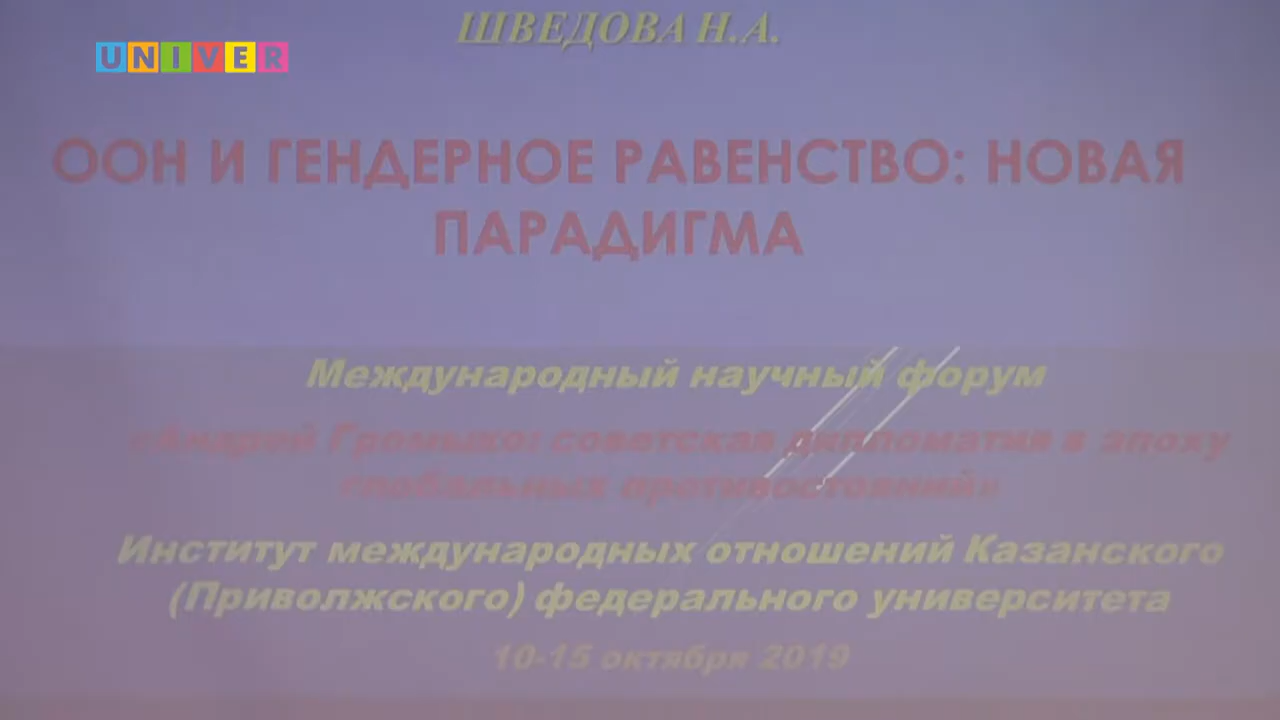 ШВЕДОВА Н.А.
UNIVER
ООН И ГЕНДЕРНОЕ РАВЕНСТВО: НОВАЯ
ПАРАДИГМА
Международный научный форум
«Андрей Громыко: советская дипломатия в эпоху
глобальных противостояний»
Институт международных отношений Казанского
(Приволжского) федерального университета
10-15 октября 2019